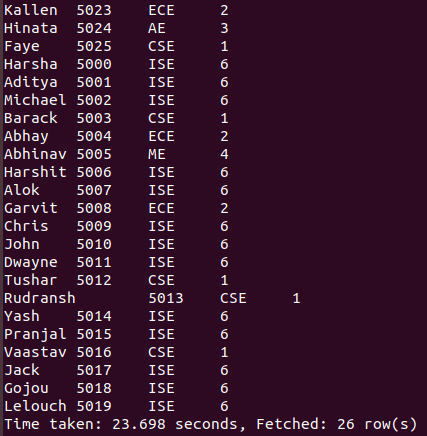 Kallen 5023 ECE 2
Hinata 5024 AE 3
Faye 5025 CSE 1
Harsha 5000 ISE 6
Aditya 5001 ISE 6
Michael 5002 ISE 6
Barack 5003 CSE 1
Abhay 5004 ECE 2
Abhinav 5005 ME 4
Harshit 5006 ISE 6
Alok 5007 ISE 6
Garvit 5008 ECE 2
Chris 5009 ISE 6
John 5010 ISE 6
Dwayne 5011 ISE 6
Tushar 5012 CSE 1
Rudransh 5013 CSE 1
Yash 5014 ISE 6
Pranjal 5015 ISE 6
Vaastav 5016 CSE 1
Jack 5017 ISE 6
Gojou 5018 ISE 6
Lelouch 5019 ISE 6
Time taken: 23.698 seconds, Fetched: 26 row(s)